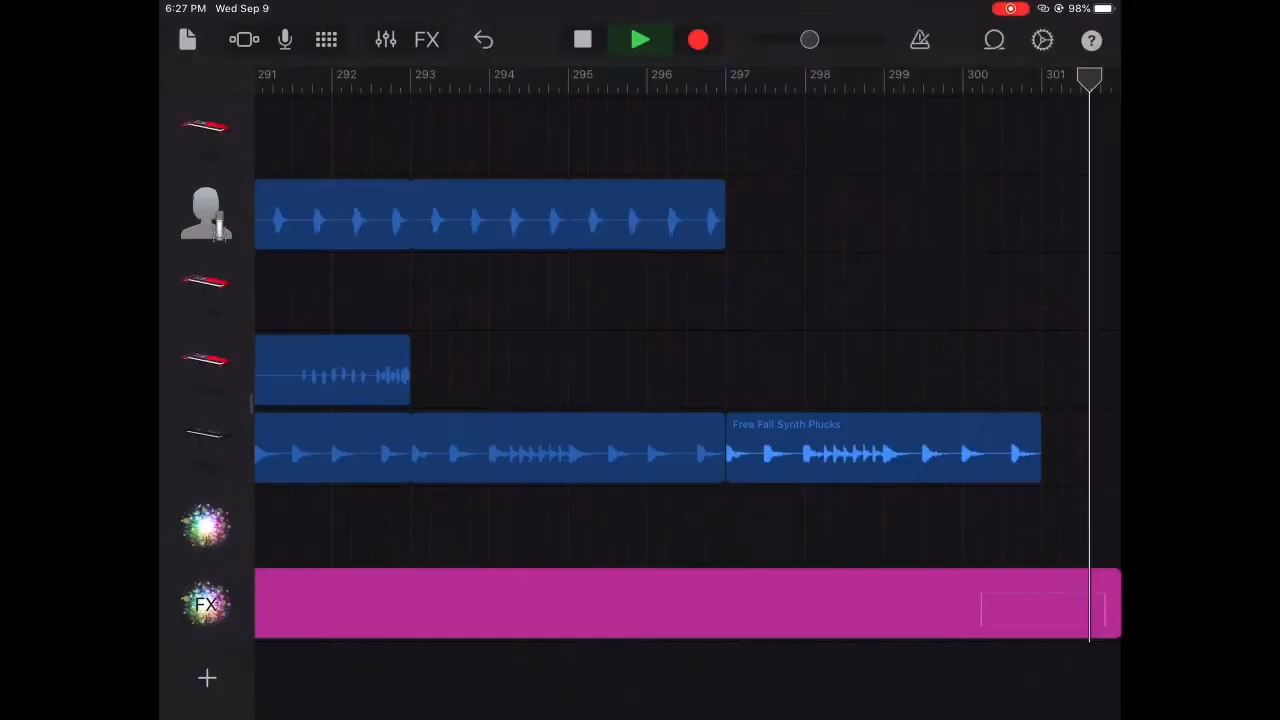 6:27 PM Wed Sep 9
98%
FX
?
291 292 293 294 295 296 297 298 299 300 301
Free Fall Synth Plucks
FX